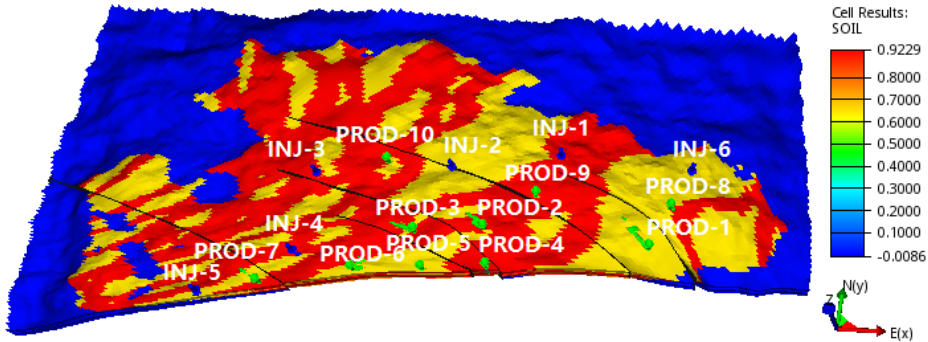 Cell Results:
SOIL
0.9229
0.8000
0.7000
0.6000
0.5000
0.4000
0.3000
0.2000
0.1000
-0.0086
INJ-1
PROD-10
INJ-3
INJ-2
INJ-6
PROD-9
PROD-8
PROD-3
PROD-2
INJ-4
PROD-1
PROD-7
PROD-6
PROD-5
PROD-4
INJ-5
N(y)
Z
E(x)